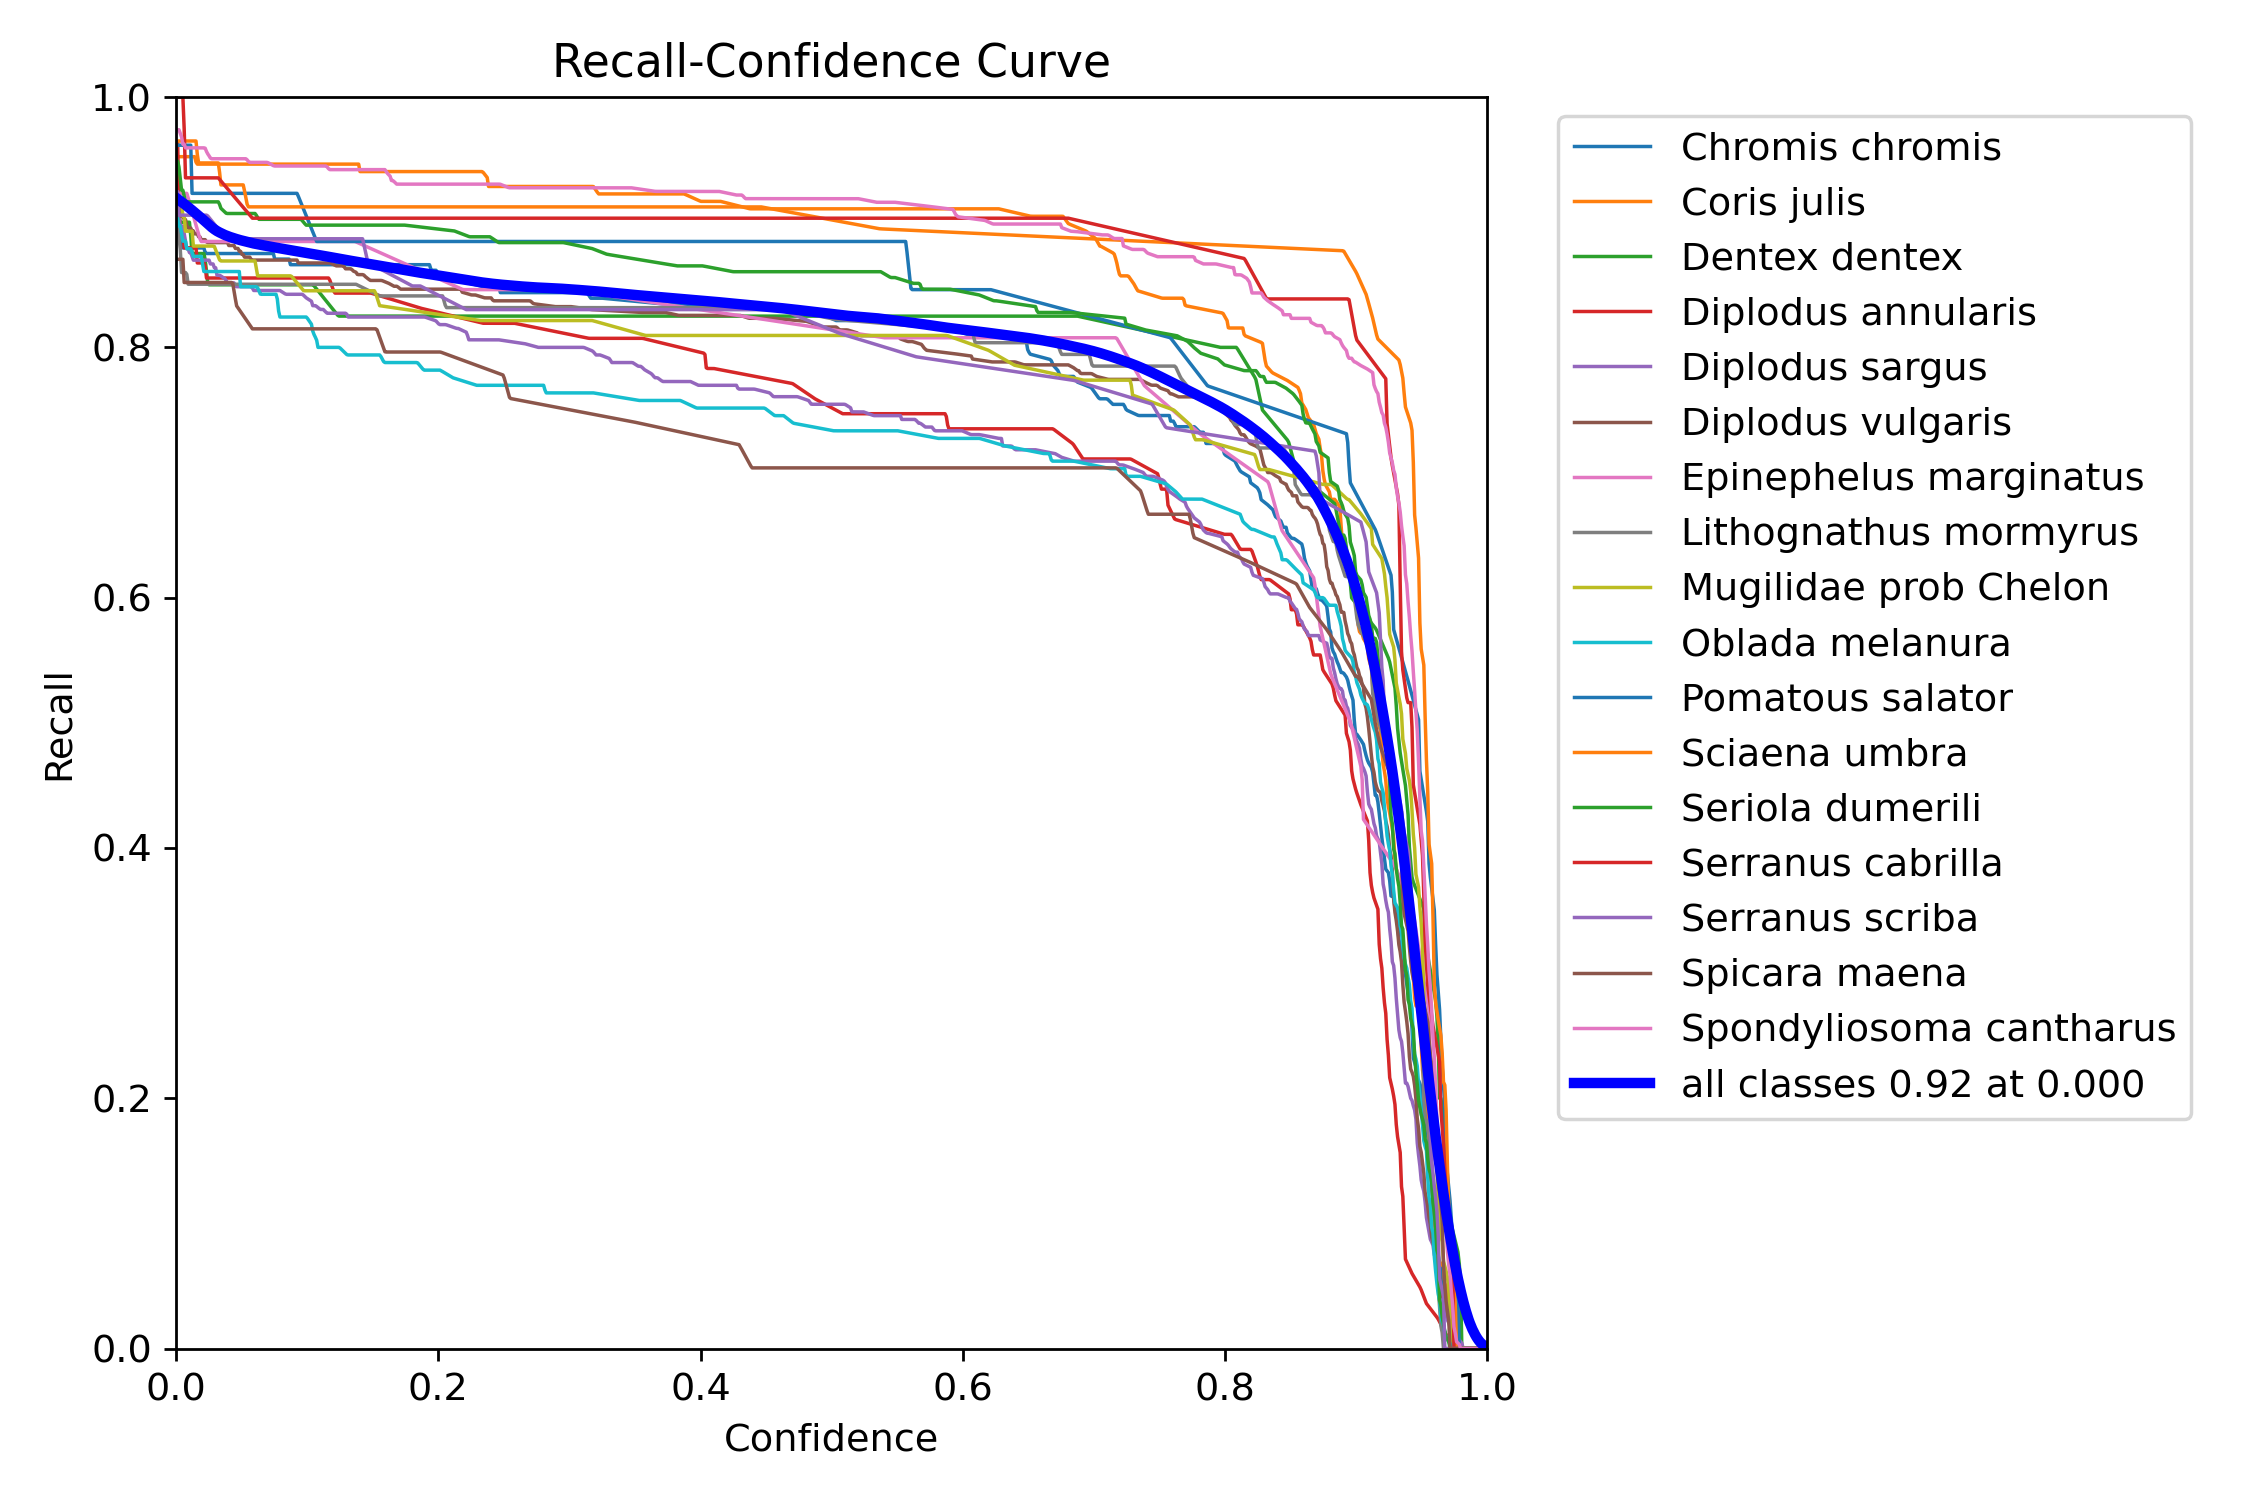 Recall-Confidence Curve
1.0
0.8
0.6
0.4
0.2
0.0
Recall
0.0 0.2 0.4 0.6 0.8 1.0
Confidence
Chromis chromis
Coris julis
Dentex dentex
Diplodus annularis
Diplodus sargus
Diplodus vulgaris
Epinephelus marginatus
Lithognathus mormyrus
Mugilidae prob Chelon
Oblada melanura
Pomatous salator
Sciaena umbra
Seriola dumerili
Serranus cabrilla
Serranus scriba
Spicara maena
Spondyliosoma cantharus
all classes 0.92 at 0.000